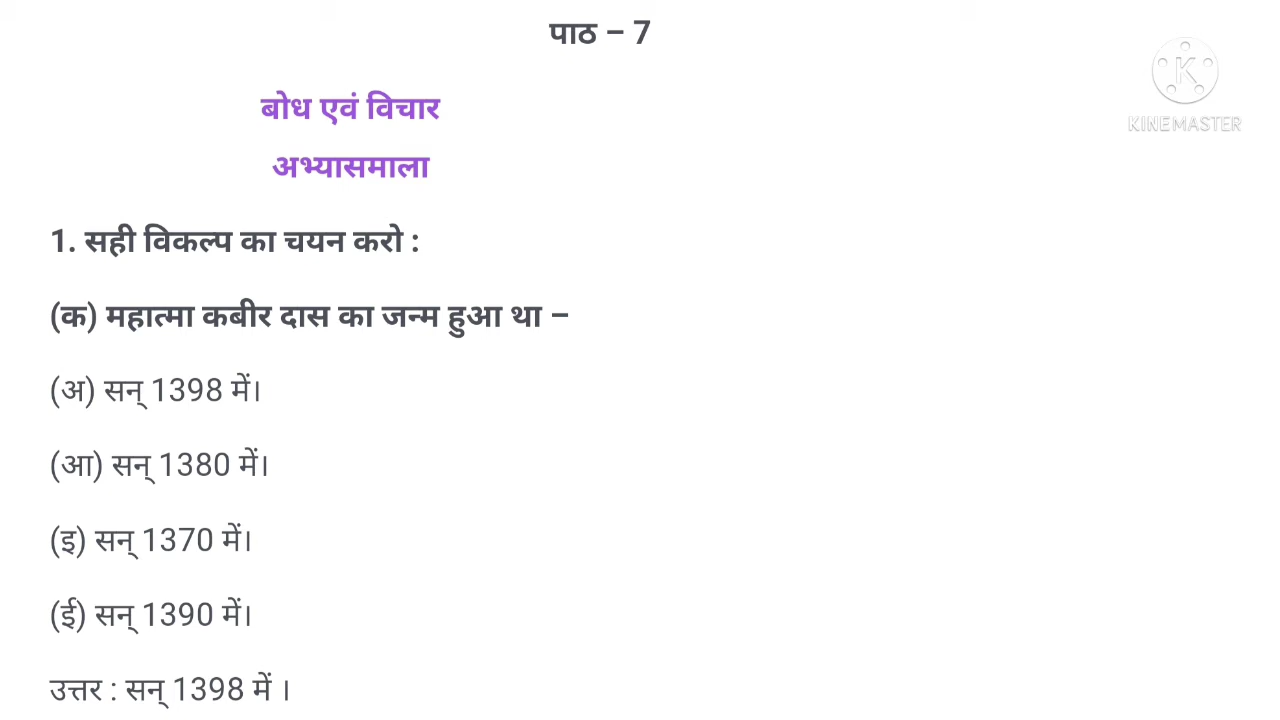 पाठ – 7
बोध एवं विचार
अभ्यासमाला
1. सही विकल्प का चयन करो :
(क) महात्मा कबीर दास का जन्म हुआ था –
(अ) सन् 1398 में।
(आ) सन् 1380 में।
(इ) सन् 1370 में।
(ई) सन् 1390 में।
उत्तर : सन् 1398 में ।
K
KINEMASTER